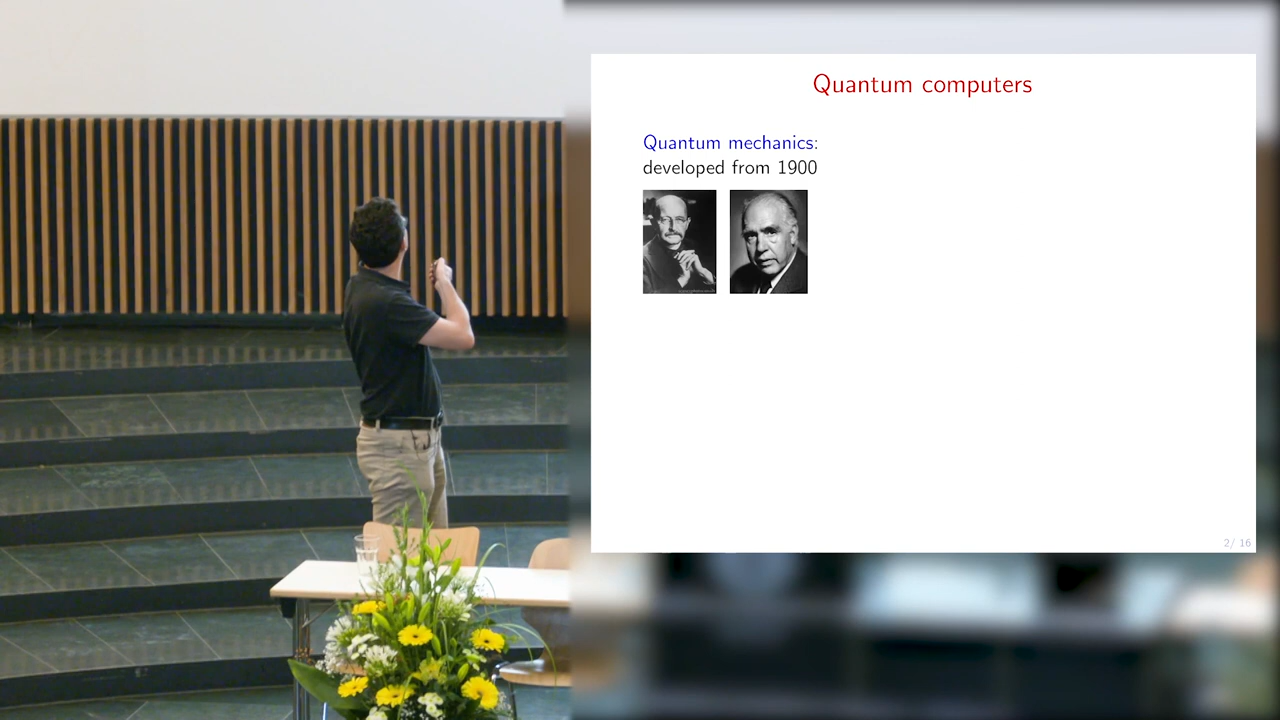 Quantum computers
Quantum mechanics:
developed from 1900
2/ 16